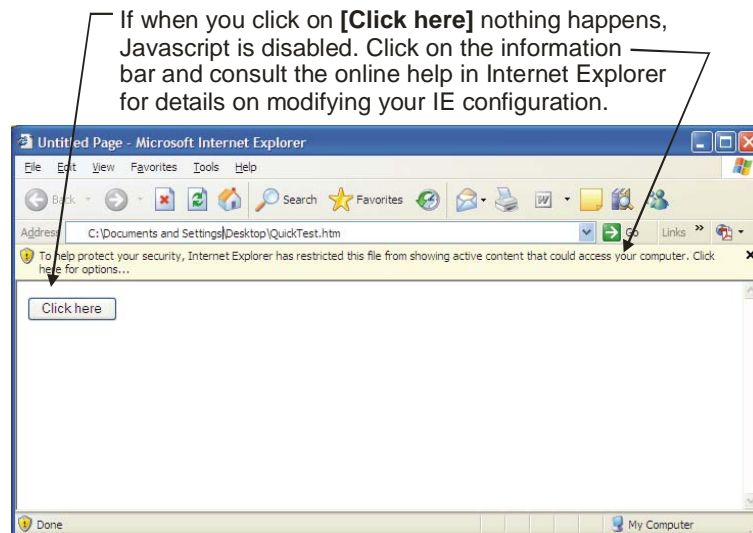 If when you click on [Click here] nothing happens,
Javascript is disabled. Click on the information
bar and consult the online help in Internet Explorer
for details on modifying your IE configuration.
Untitled Page - Microsoft Internet Explorer
File Edit View Favorites Tools Help
Back Search Favorites W
Address C:\Documents and Settings\Desktop\QuickTest.htm Go Links »
To help protect your security, Internet Explorer has restricted this file from showing active content that could access your computer. Click
here for options...
Click here
Done My Computer